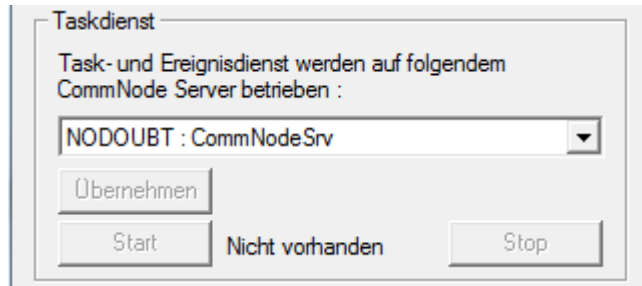 Taskdienst
Task- und Ereignisdienst werden auf folgendem
CommNode Server betrieben :
NODOUBT : CommNodeSrv
Übernehmen
Start Nicht vorhanden Stop